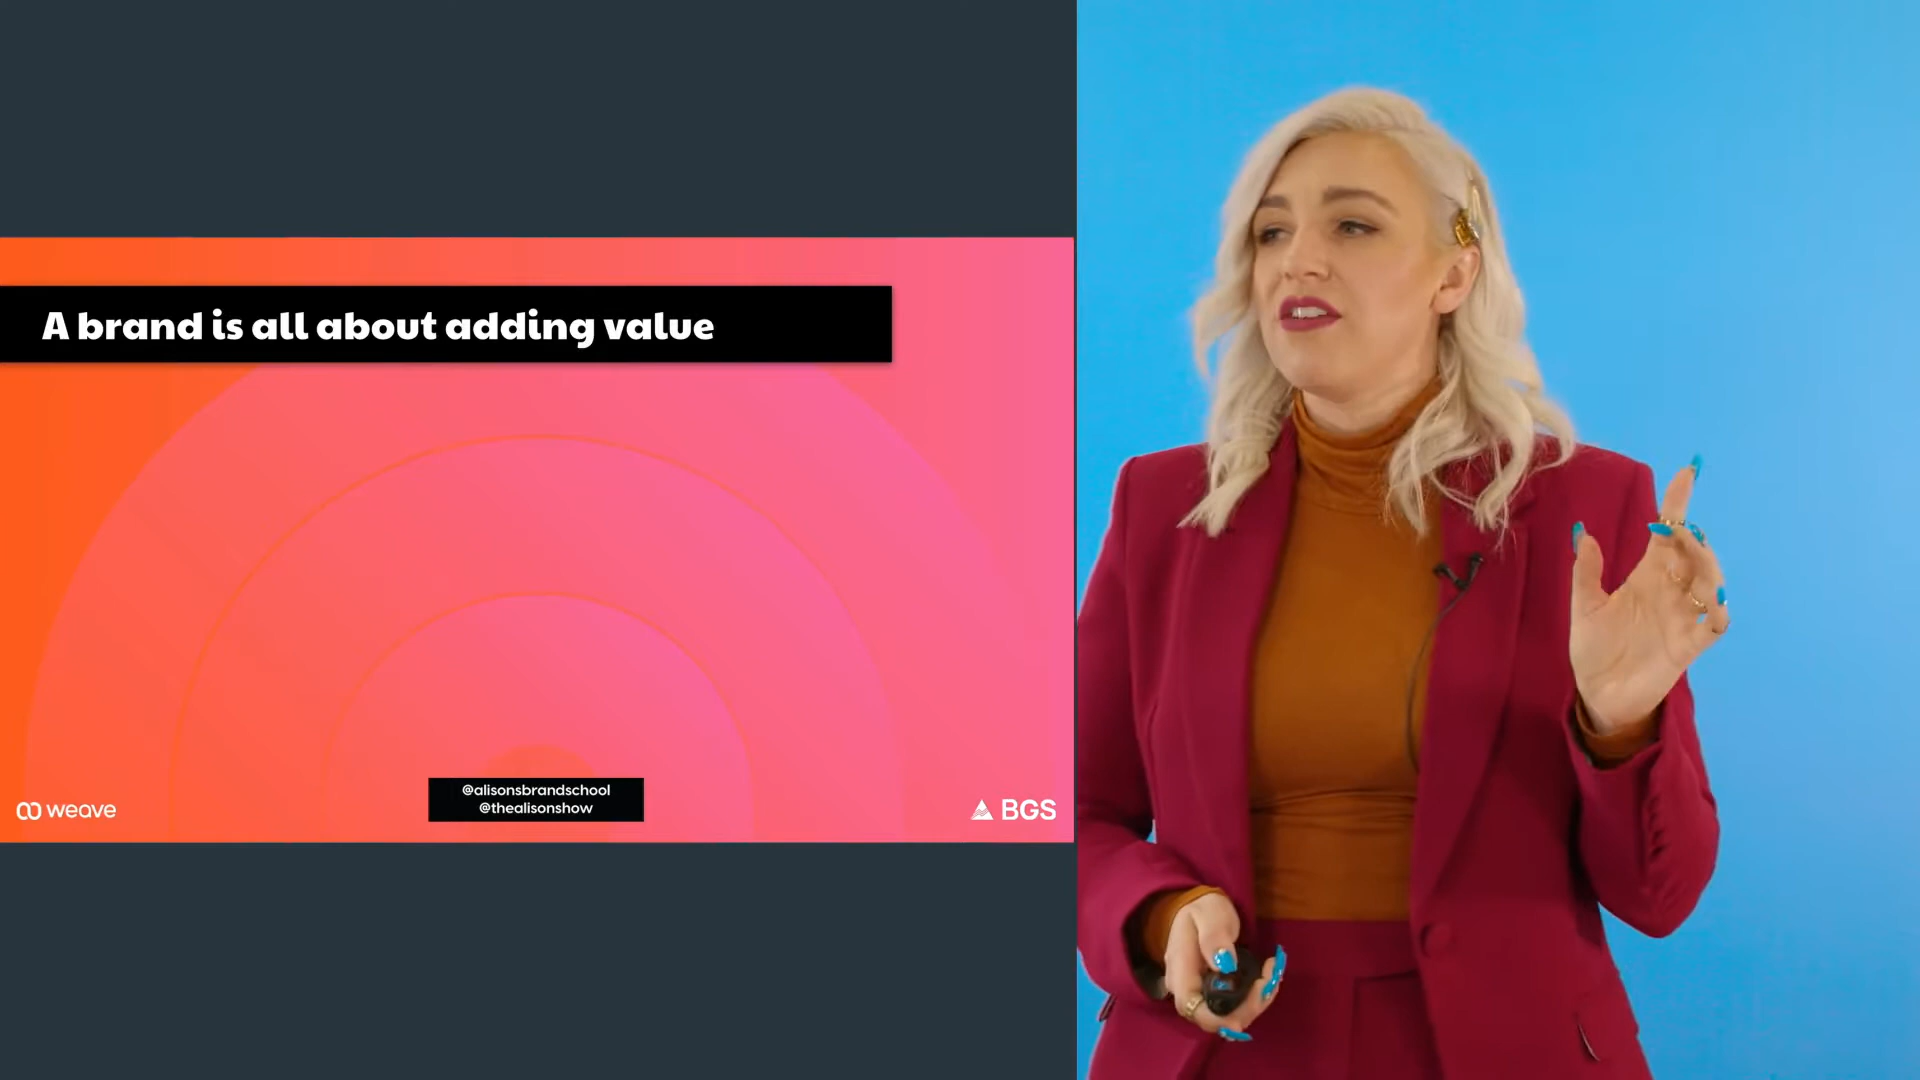 A brand is all about adding value
@alisonsbrandschool
@thealisonshow
weave
BGS